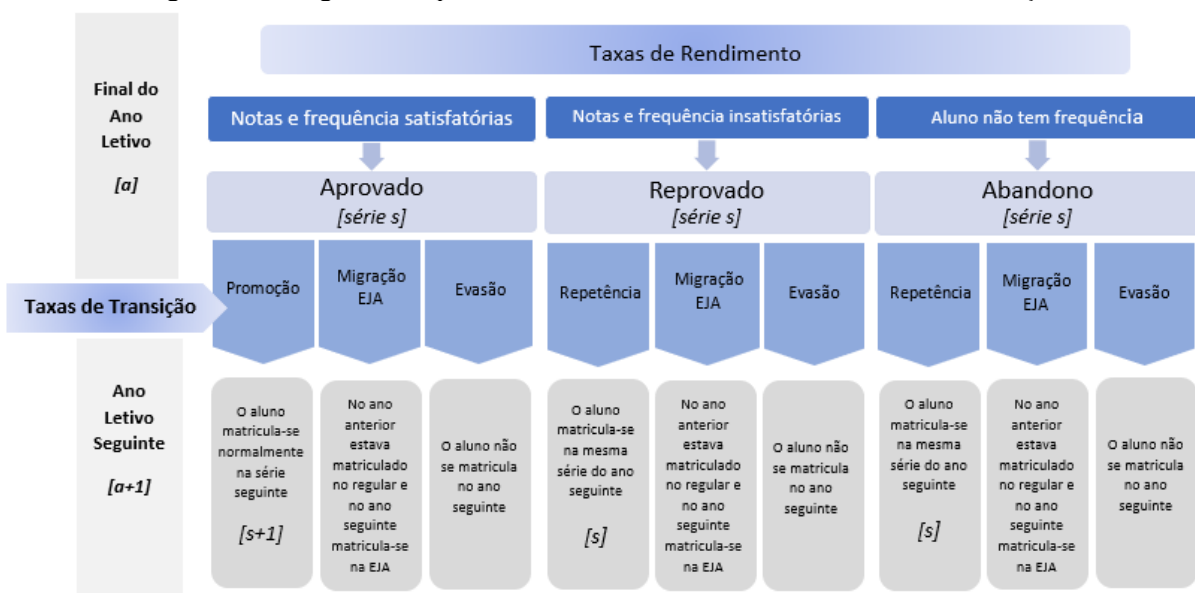 Taxas de Rendimento
Final do
Ano
Letivo
[a]
Notas e frequência satisfatórias
Notas e frequência insatisfatórias
Aluno não tem frequência
Aprovado
[série s]
Reprovado
[série s]
Abandono
[série s]
Taxas de Transição
Promoção
Migração
EJA
Evasão
Repetência
Migração
EJA
Evasão
Repetência
Migração
EJA
Evasão
Ano
Letivo
Seguinte
[a+1]
O aluno
matricula-se
normalmente
na série
seguinte
[s+1]
No ano
anterior
estava
matriculado
no regular e
no ano
seguinte
matricula-se
na EJA
O aluno não
se matricula
no ano
seguinte
O aluno
matricula-se
na mesma
série do ano
seguinte
[s]
No ano
anterior
estava
matriculado
no regular e
no ano
seguinte
matricula-se
na EJA
O aluno não
se matricula
no ano
seguinte
O aluno
matricula-se
na mesma
série do ano
seguinte
[s]
No ano
anterior
estava
matriculado
no regular e
no ano
seguinte
matricula-se
na EJA
O aluno não
se matricula
no ano
seguinte